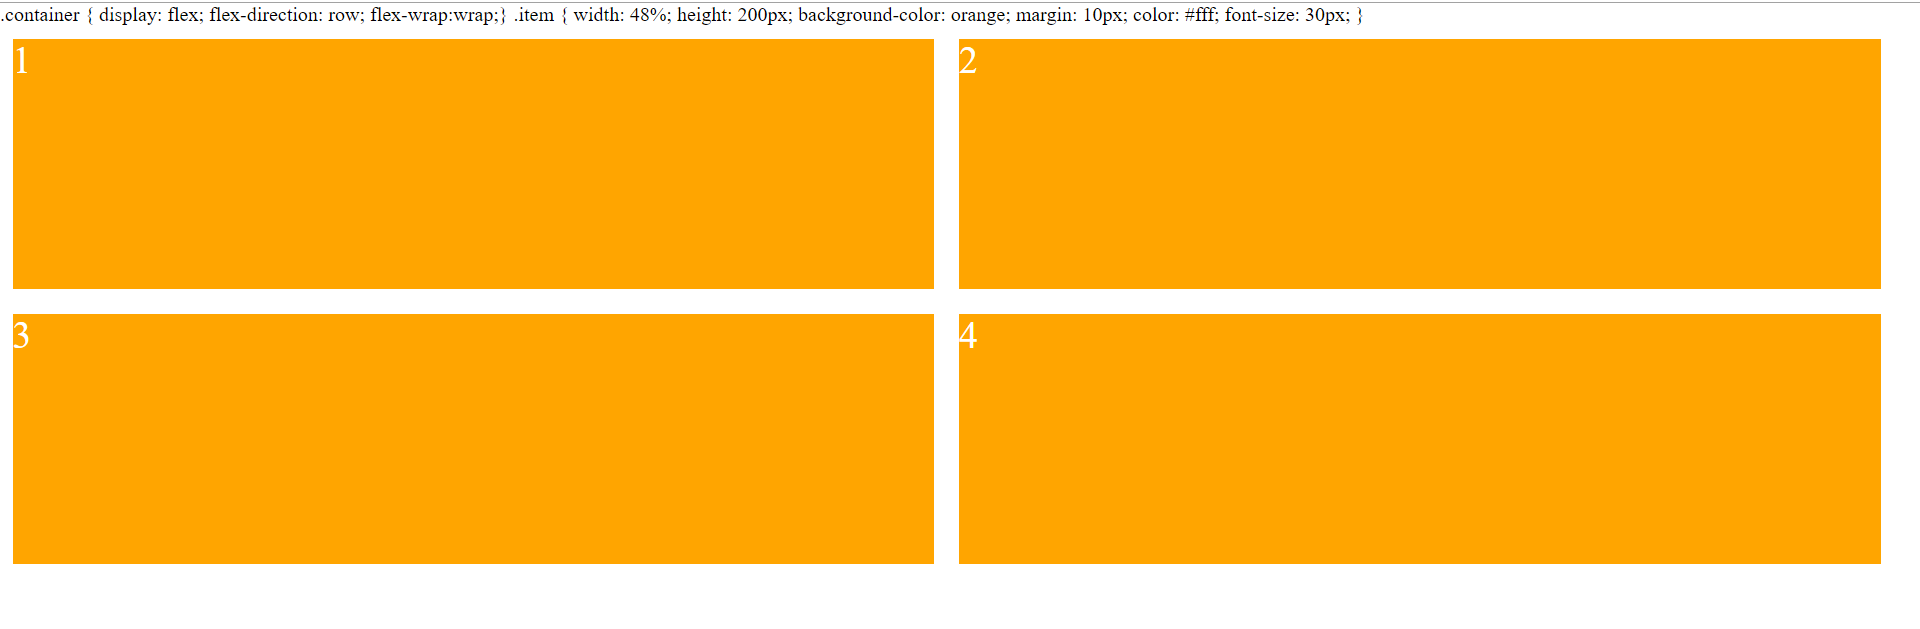 .container { display: flex; flex-direction: row; flex-wrap:wrap;} .item { width: 48%; height: 200px; background-color: orange; margin: 10px; color: #fff; font-size: 30px; }
1
2
3
4